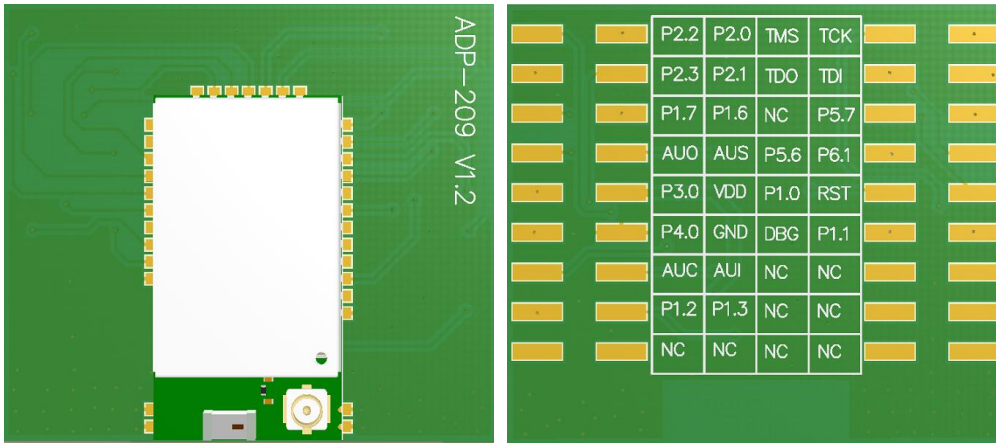 ADP-209 V1.2
P2.2 P2.0 TMS TCK
P2.3 P2.1 TDO TDI
P1.7 P1.6 NC P5.7
AUO AUS P5.6 P6.1
P3.0 VDD P1.0 RST
P4.0 GND DBG P1.1
AUC AUI NC NC
P1.2 P1.3 NC NC
NC NC NC NC